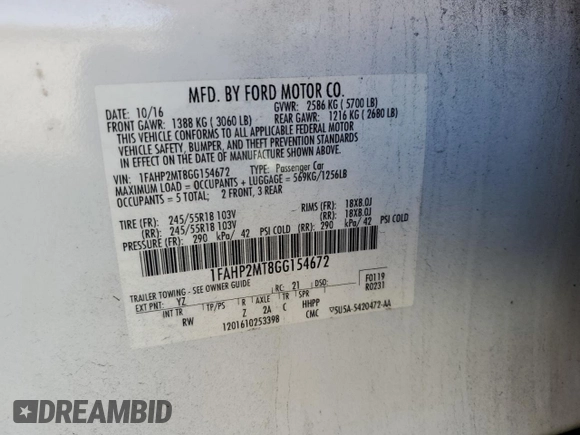 MFD. BY FORD MOTOR CO.
DATE: 10/16 GVWR: 2586 KG ( 5700 LB)
FRONT GAWR: 1388 KG ( 3060 LB) REAR GAWR: 1216 KG ( 2680 LB)
THIS VEHICLE CONFORMS TO ALL APPLICABLE FEDERAL MOTOR
VEHICLE SAFETY, BUMPER, AND THEFT PREVENTION STANDARDS
IN EFFECT ON THE DATE OF MANUFACTURE SHOWN ABOVE.
VIN: 1FAHP2MT8GG154672 TYPE: Passenger Car
MAXIMUM LOAD = OCCUPANTS + LUGGAGE = 569KG/1256LB
OCCUPANTS = 5 TOTAL; 2 FRONT, 3 REAR
TIRE (FR): 245/55R18 103V RIMS (FR): 18X8.0J
(RR): 245/55R18 103V (RR): 18X8.0J
PRESSURE (FR): 290 kPa/ 42 PSI COLD (RR): 290 kPa/ 42 PSI COLD
1FAHP2MT8GG154672
TRAILER TOWING - SEE OWNER GUIDE
EXT PNT: YZ RC: 21 DSO: F0119
R0231
INT TR TP/PS R AXLE TR SPR
RW Z 2A C HHPP
1201610253398 CMC 5U5A-5420472-AA
DREAMBID